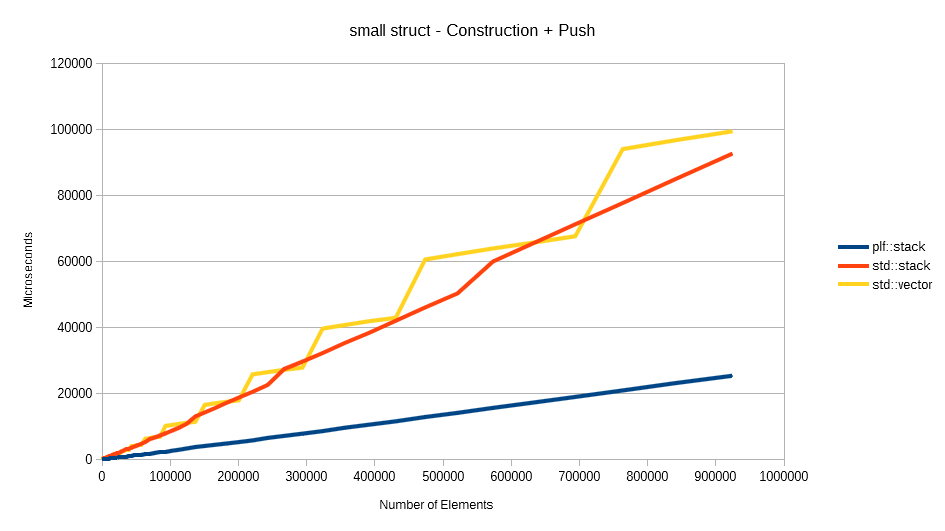 small struct - Construction + Push
120000
100000
80000
60000
40000
20000
0
Microseconds
0 100000 200000 300000 400000 500000 600000 700000 800000 900000 1000000
Number of Elements
plf::stack
std::stack
std::vector